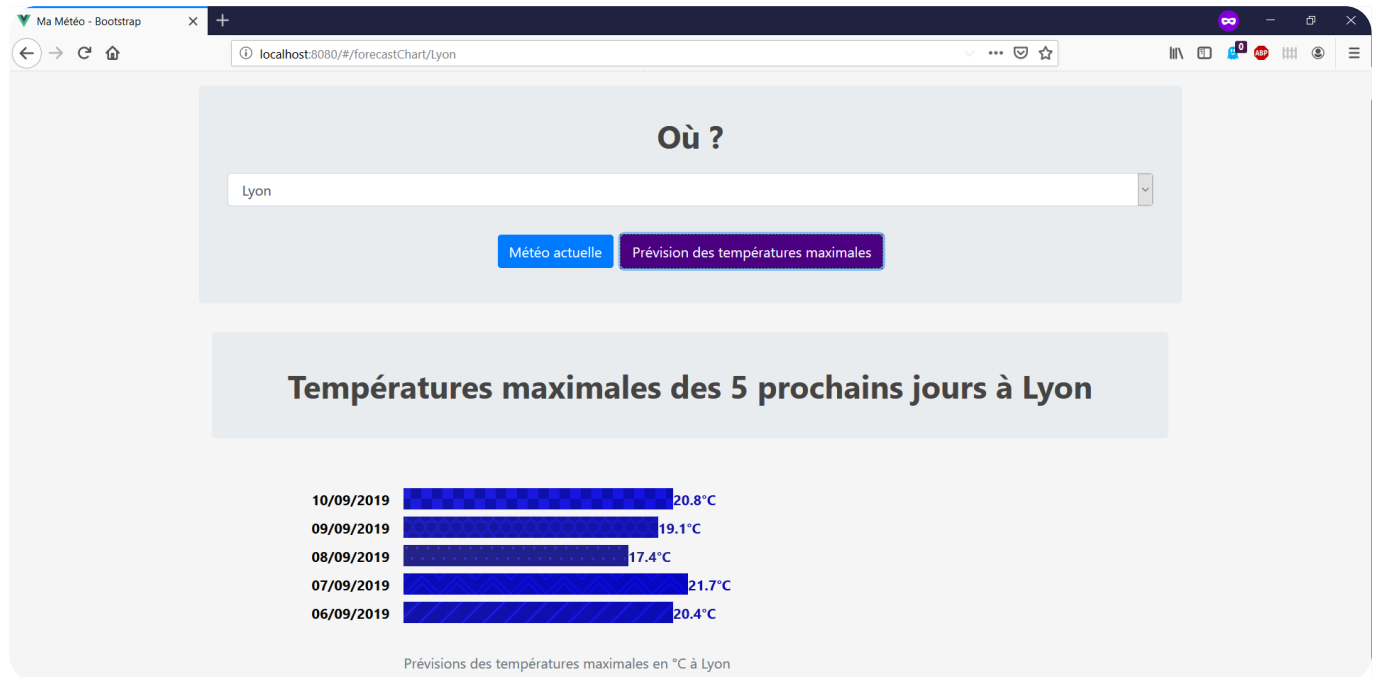 Ma Météo - Bootstrap
localhost:8080/#/forecastChart/Lyon
0
ABP
Où ?
Lyon
Météo actuelle Prévision des températures maximales
Températures maximales des 5 prochains jours à Lyon
10/09/2019 20.8°C
09/09/2019 19.1°C
08/09/2019 17.4°C
07/09/2019 21.7°C
06/09/2019 20.4°C
Prévisions des températures maximales en °C à Lyon